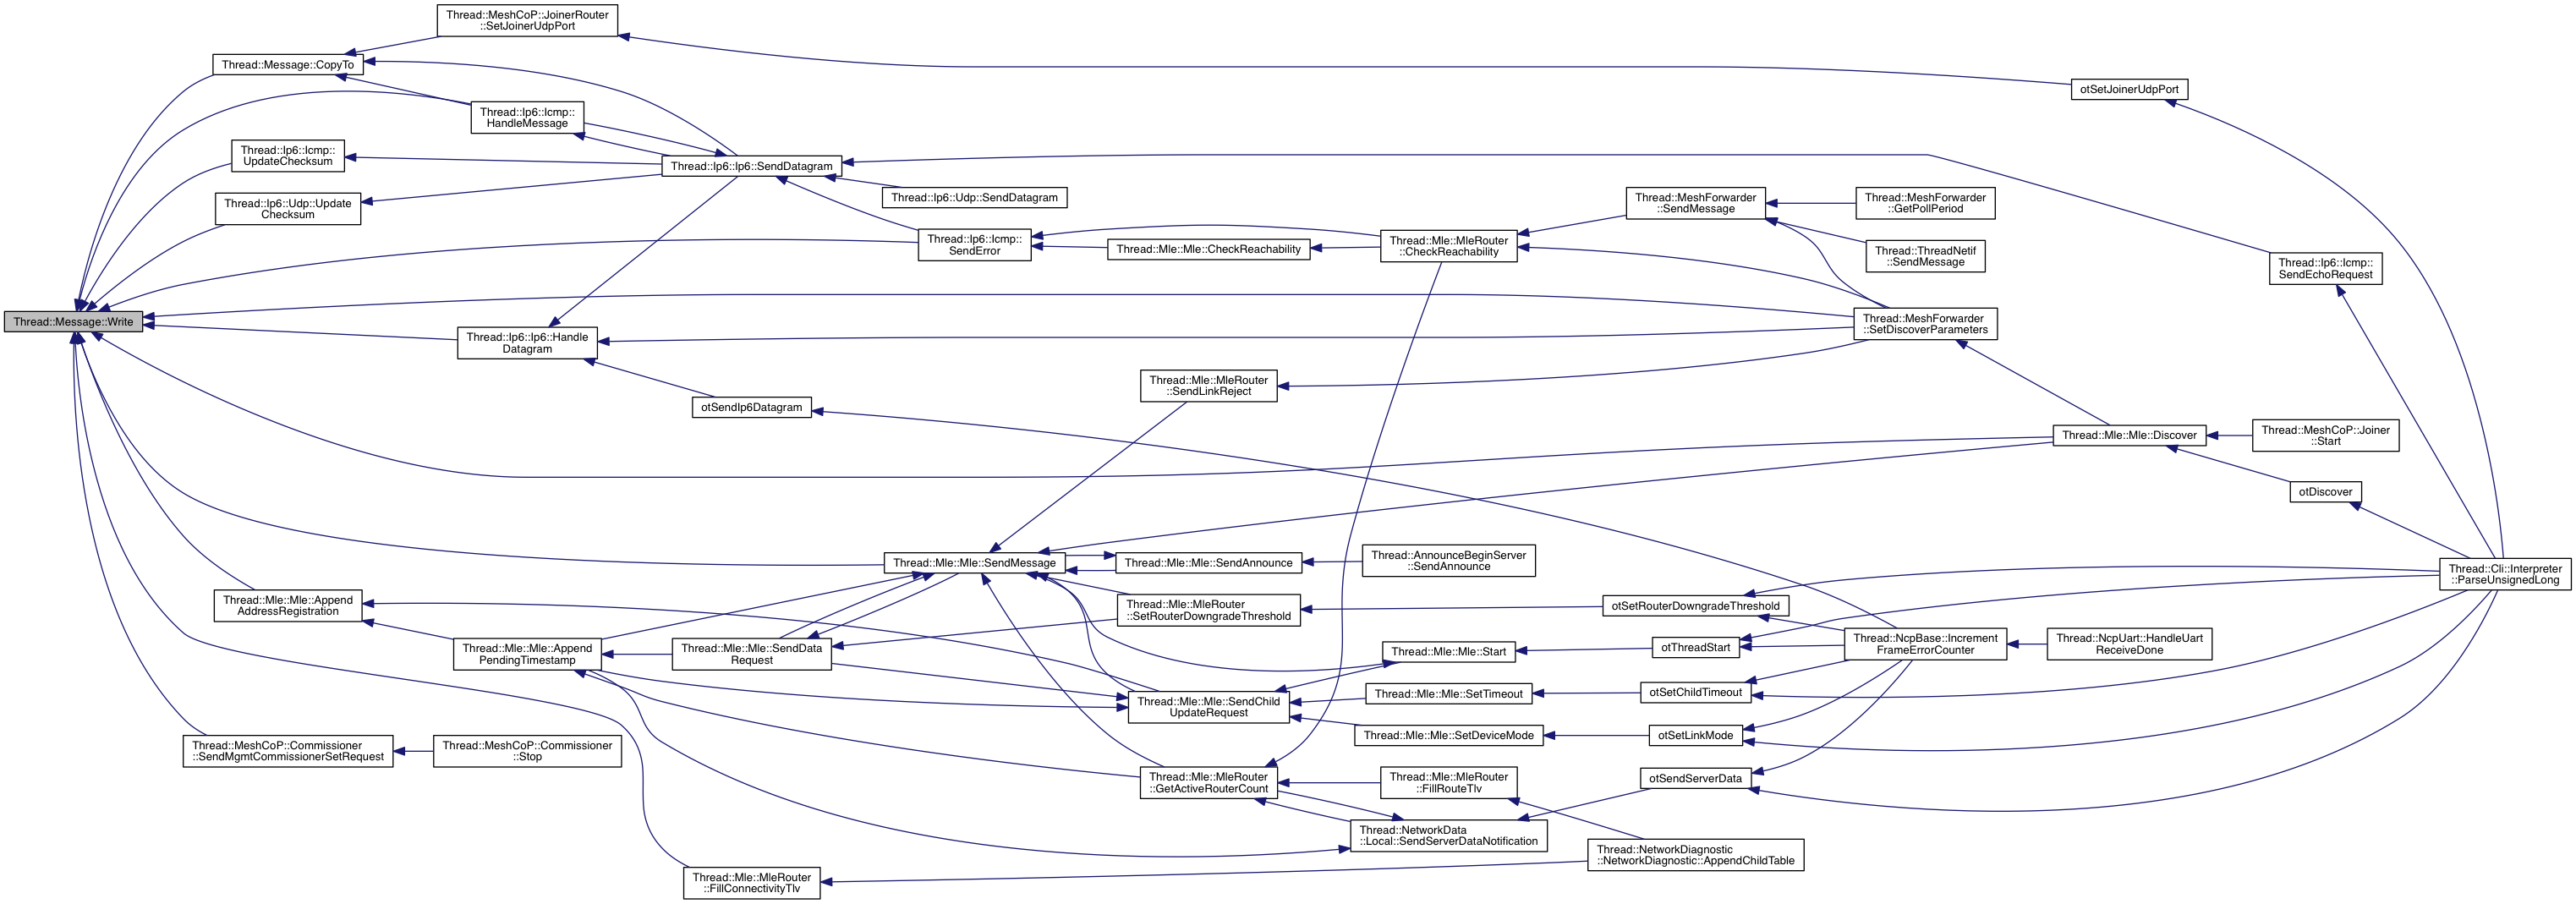 Thread::MeshCoP::JoinerRouter
::SetJoinerUdpPort
Thread::Message::CopyTo
otSetJoinerUdpPort
Thread::Ip6::Icmp::
HandleMessage
Thread::Ip6::Icmp::
UpdateChecksum
Thread::Ip6::Ip6::SendDatagram
Thread::Ip6::Udp::SendDatagram
Thread::Ip6::Udp::Update
Checksum
Thread::MeshForwarder
::SendMessage
Thread::MeshForwarder
::GetPollPeriod
Thread::Ip6::Icmp::
SendError
Thread::Mle::Mle::CheckReachability
Thread::Mle::MleRouter
::CheckReachability
Thread::ThreadNetif
::SendMessage
Thread::Ip6::Icmp::
SendEchoRequest
Thread::Message::Write
Thread::MeshForwarder
::SetDiscoverParameters
Thread::Ip6::Ip6::Handle
Datagram
Thread::Mle::MleRouter
::SendLinkReject
otSendIp6Datagram
Thread::Mle::Mle::Discover
Thread::MeshCoP::Joiner
::Start
otDiscover
Thread::Mle::Mle::SendMessage
Thread::Mle::Mle::SendAnnounce
Thread::AnnounceBeginServer
::SendAnnounce
Thread::Cli::Interpreter
::ParseUnsignedLong
Thread::Mle::Mle::Append
AddressRegistration
Thread::Mle::MleRouter
::SetRouterDowngradeThreshold
otSetRouterDowngradeThreshold
Thread::Mle::Mle::Append
PendingTimestamp
Thread::Mle::Mle::SendData
Request
Thread::Mle::Mle::Start
otThreadStart
Thread::NcpBase::Increment
FrameErrorCounter
Thread::NcpUart::HandleUart
ReceiveDone
Thread::Mle::Mle::SendChild
UpdateRequest
Thread::Mle::Mle::SetTimeout
otSetChildTimeout
Thread::Mle::Mle::SetDeviceMode
otSetLinkMode
Thread::MeshCoP::Commissioner
::SendMgmtCommissionerSetRequest
Thread::MeshCoP::Commissioner
::Stop
Thread::Mle::MleRouter
::GetActiveRouterCount
Thread::Mle::MleRouter
::FillRouteTlv
otSendServerData
Thread::NetworkData
::Local::SendServerDataNotification
Thread::NetworkDiagnostic
::NetworkDiagnostic::AppendChildTable
Thread::Mle::MleRouter
::FillConnectivityTlv